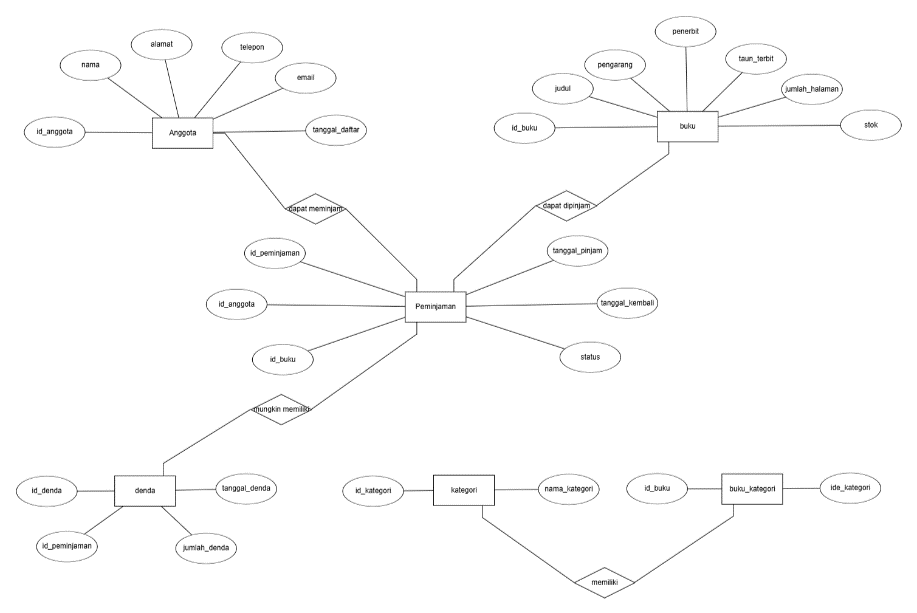 penerbit
alamat
telepon
nama
pengarang
taun_terbit
email
judul
jumlah_halaman
id_anggota
Anggota
tanggal_daftar
id_buku
buku
stok
dapat meminjam
dapat dipinjam
id_peminjaman
tanggal_pinjam
id_anggota
Peminjaman
tanggal_kembali
id_buku
status
mungkin memiliki
id_denda
denda
tanggal_denda
id_kategori
kategori
nama_kategori
id_buku
buku_kategori
ide_kategori
id_peminjaman
jumlah_denda
memiliki